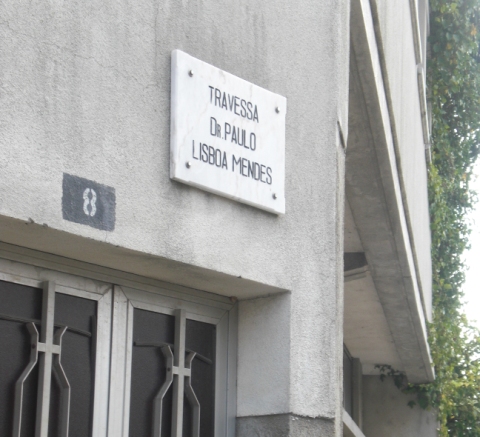 TRAVESSA
DR. PAULO
LISBOA MENDES
8